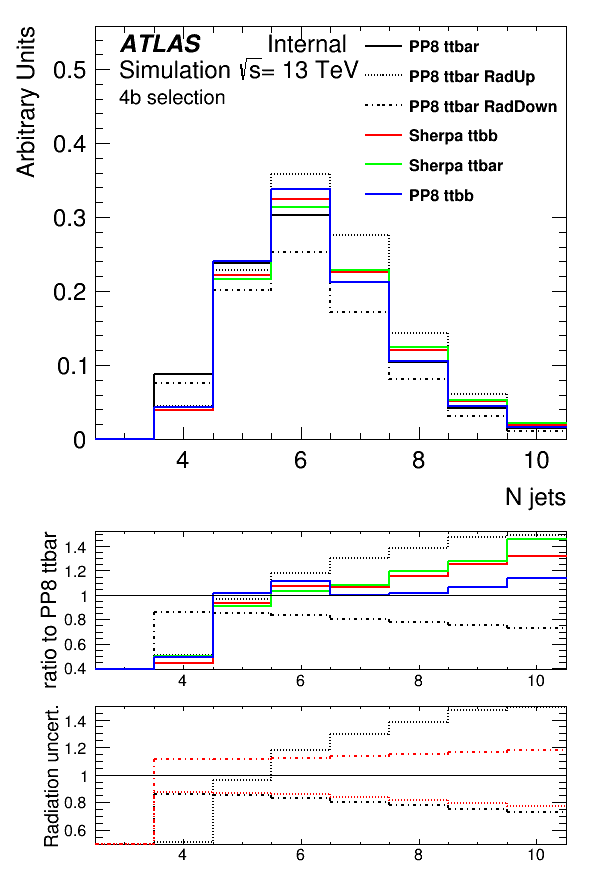 ATLAS Internal
Simulation √s= 13 TeV
4b selection
PP8 ttbar
PP8 ttbar RadUp
PP8 ttbar RadDown
Sherpa ttbb
Sherpa ttbar
PP8 ttbb
Arbitrary Units
0.5
0.4
0.3
0.2
0.1
0
4 6 8 10
N jets
ratio to PP8 ttbar
1.4
1.2
1
0.8
0.6
0.4
4 6 8 10
Radiation uncert.
1.4
1.2
1
0.8
0.6
4 6 8 10